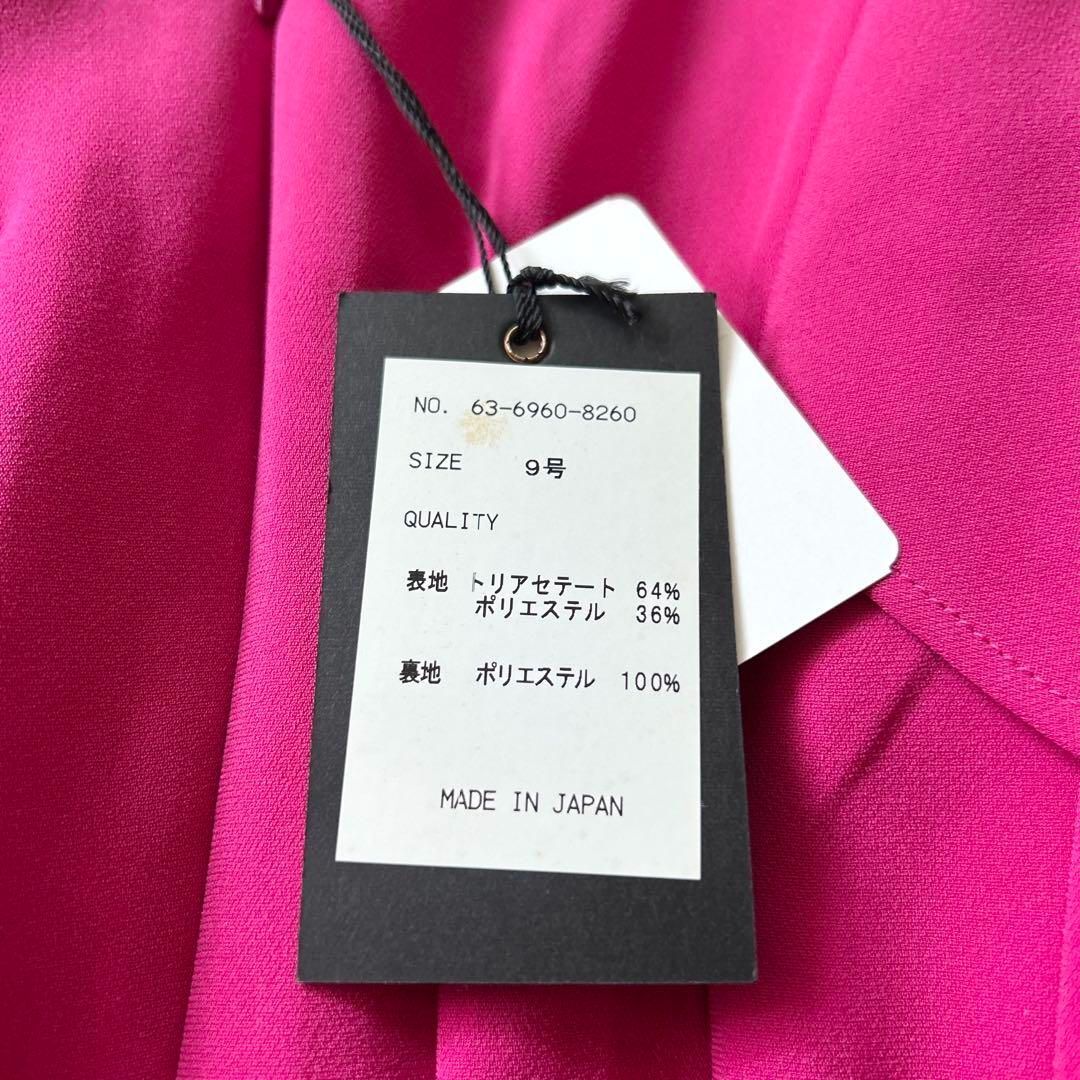 NO. 63-6960-8260
SIZE 9号
QUALITY
表地 トリアセテート 64%
ポリエステル 36%
裏地 ポリエステル 100%
MADE IN JAPAN